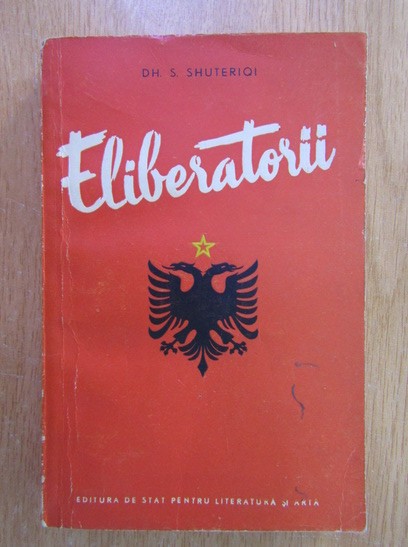 DH. S. SHUTERIQI
Eliberatorii
EDITURA DE STAT PENTRU LITERATURĂ ȘI ARTĂ